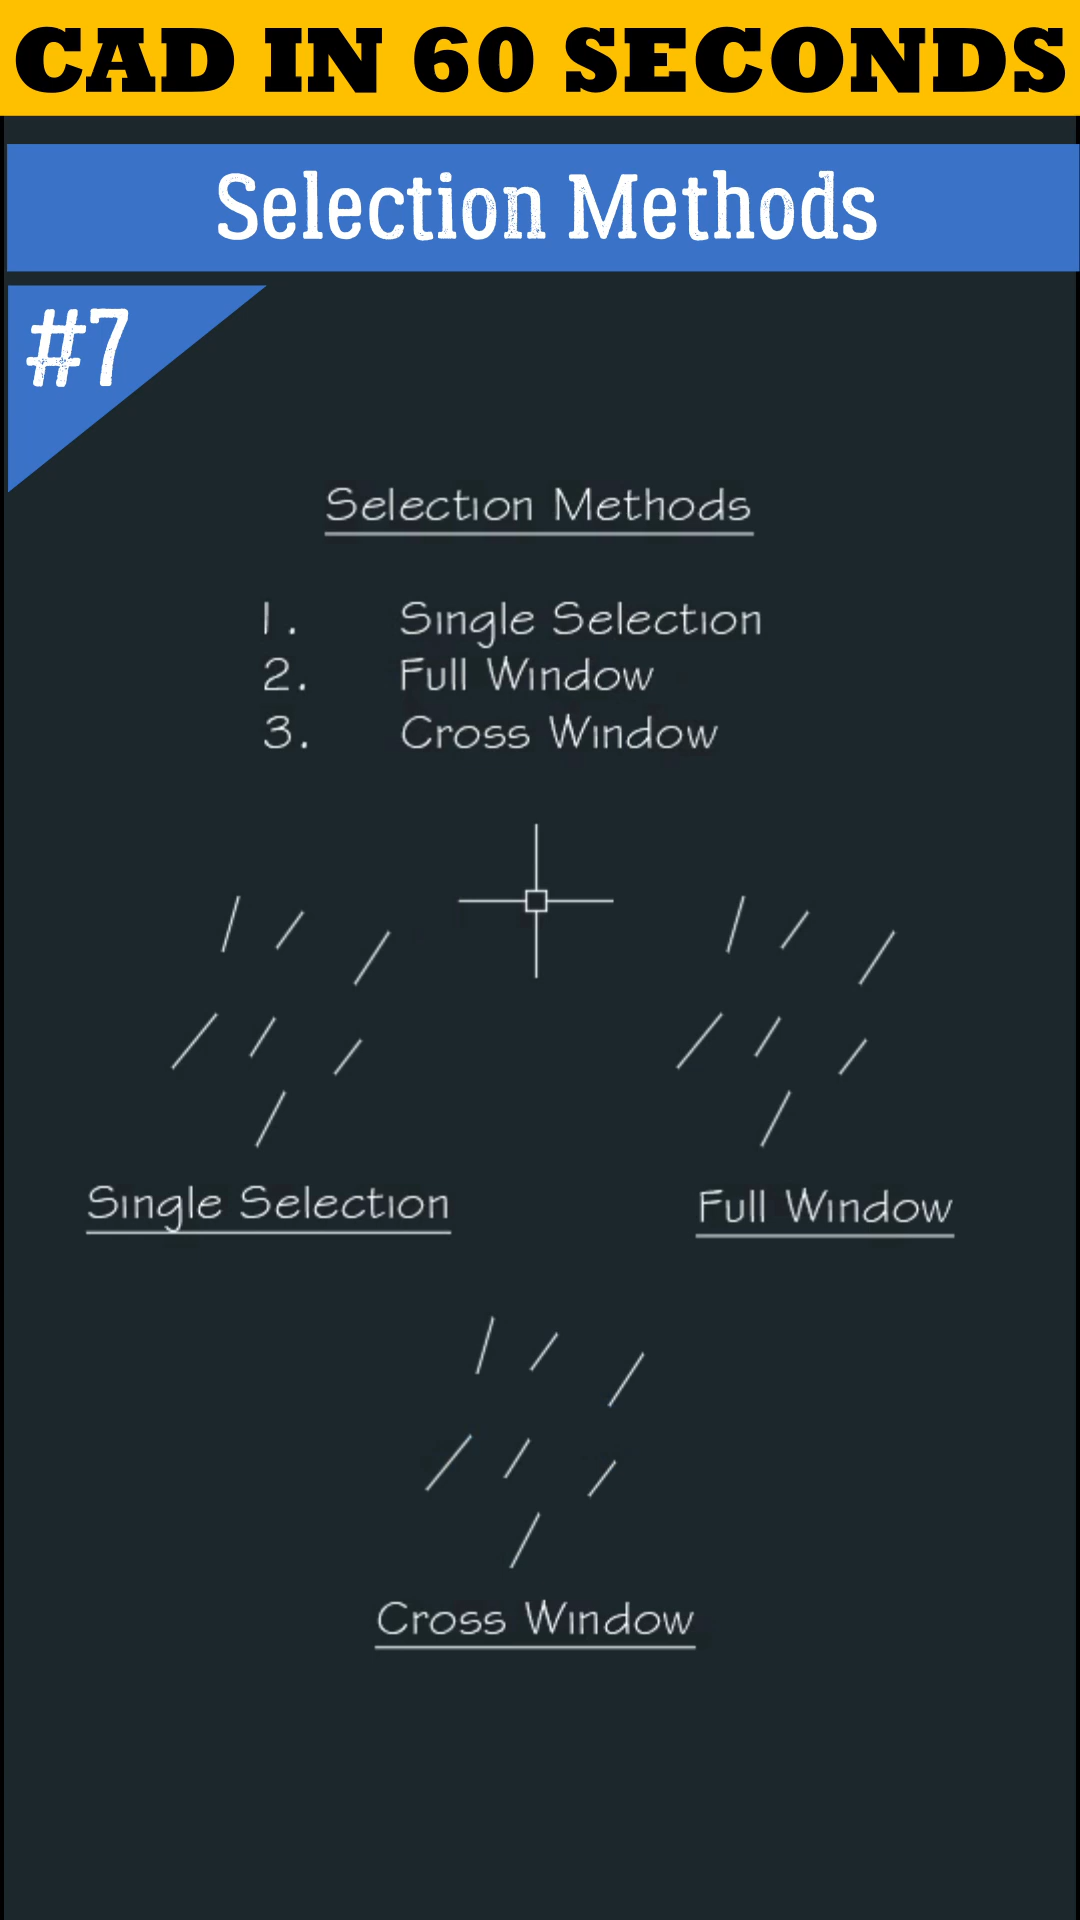 CAD IN 60 SECONDS
Selection Methods
#7
Selection Methods
1. Single Selection
2. Full Window
3. Cross Window
Single Selection
Full Window
Cross Window